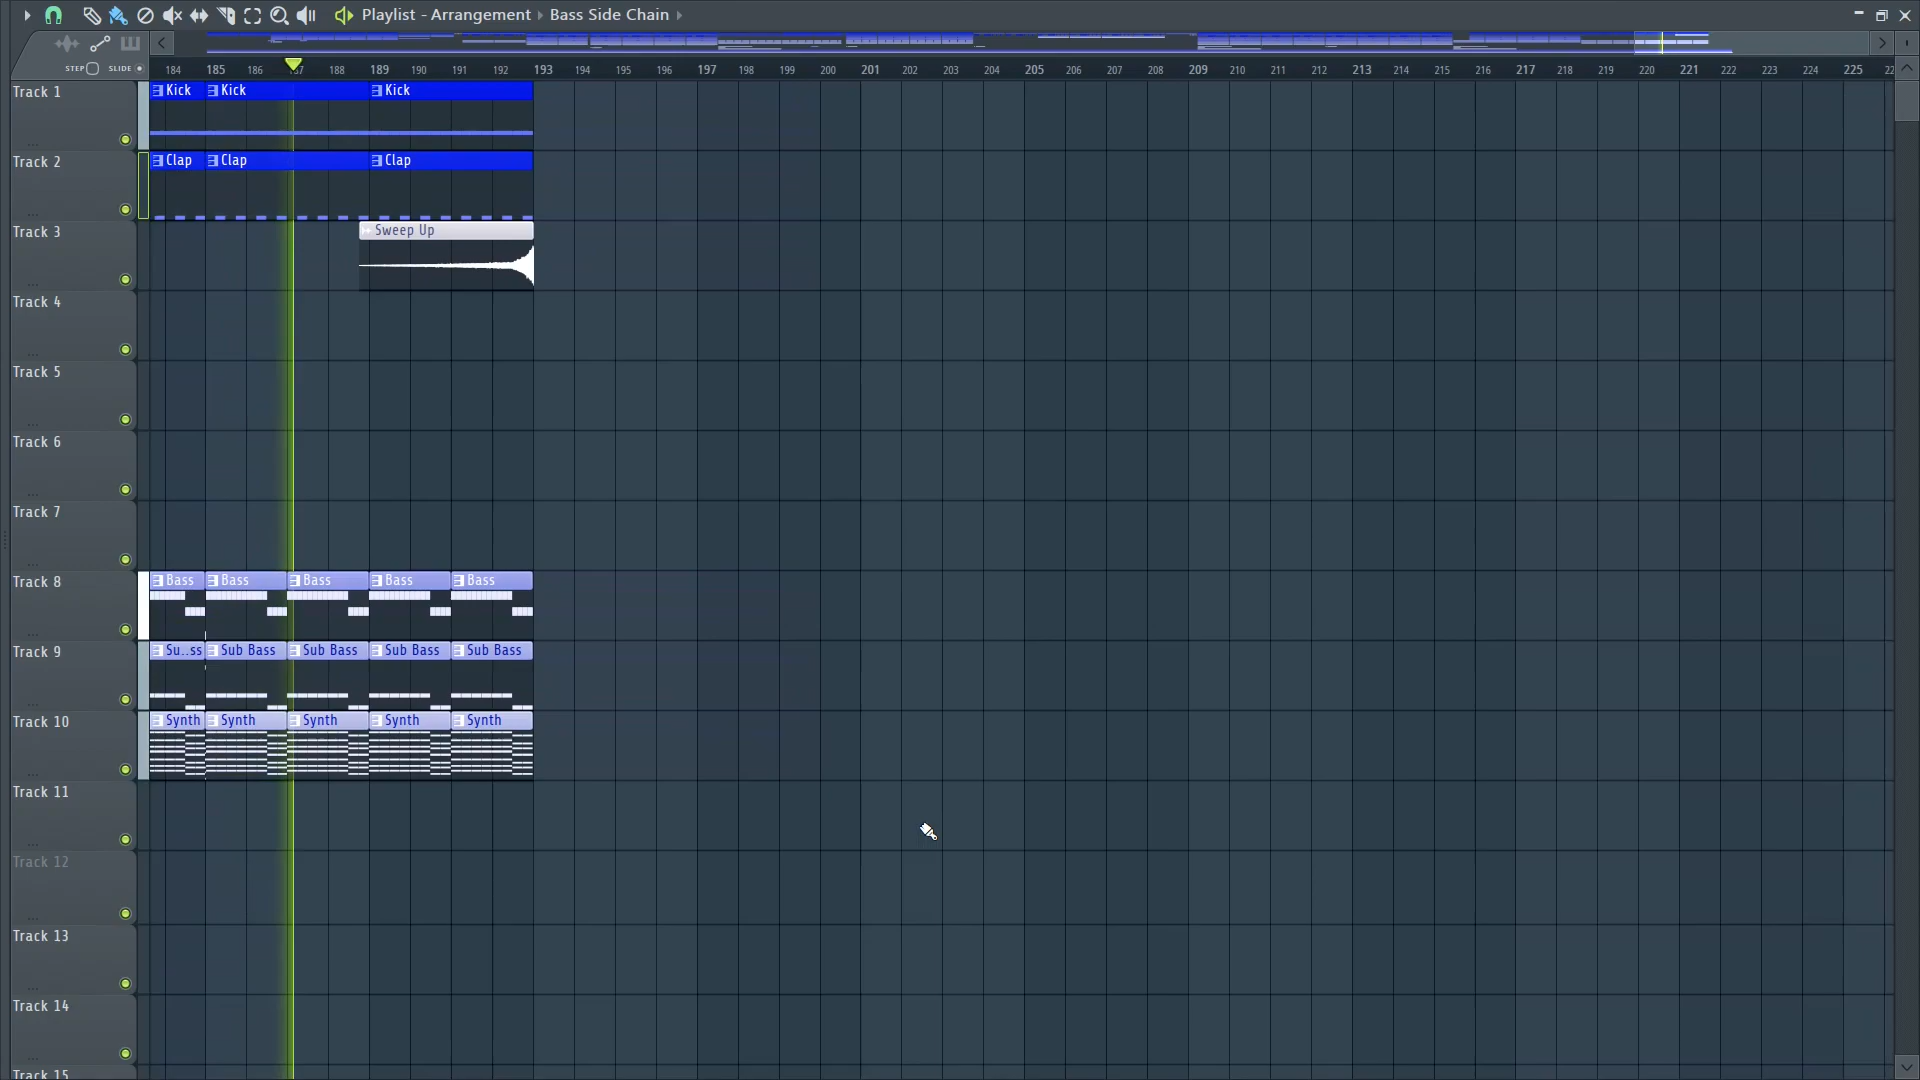 Playlist - Arrangement Bass Side Chain
STEP SLIDE 184 185 186 187 188 189 190 191 192 193 194 195 196 197 198 199 200 201 202 203 204 205 206 207 208 209 210 211 212 213 214 215 216 217 218 219 220 221 222 223 224 225 22
Track 1 Kick Kick Kick
Track 2 Clap Clap Clap
Track 3 Sweep Up
Track 4
Track 5
Track 6
Track 7
Track 8 Bass Bass Bass Bass Bass
Track 9 Su..ss Sub Bass Sub Bass Sub Bass Sub Bass
Track 10 Synth Synth Synth Synth Synth
Track 11
Track 12
Track 13
Track 14
Track 15